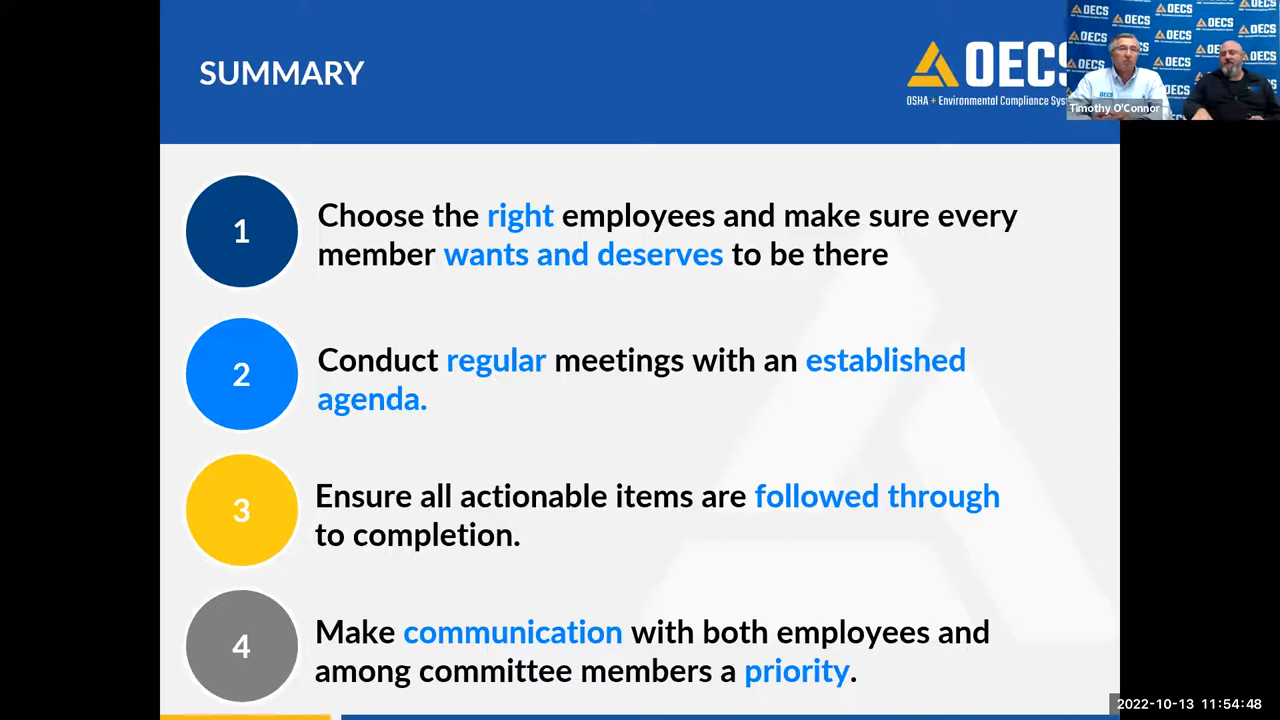 SUMMARY
OECS
OSHA + Environmental Compliance
Timothy O'Connor
1
Choose the right employees and make sure every
member wants and deserves to be there
2
Conduct regular meetings with an established
agenda.
3
Ensure all actionable items are followed through
to completion.
4
Make communication with both employees and
among committee members a priority.
2022-10-13 11:54:48